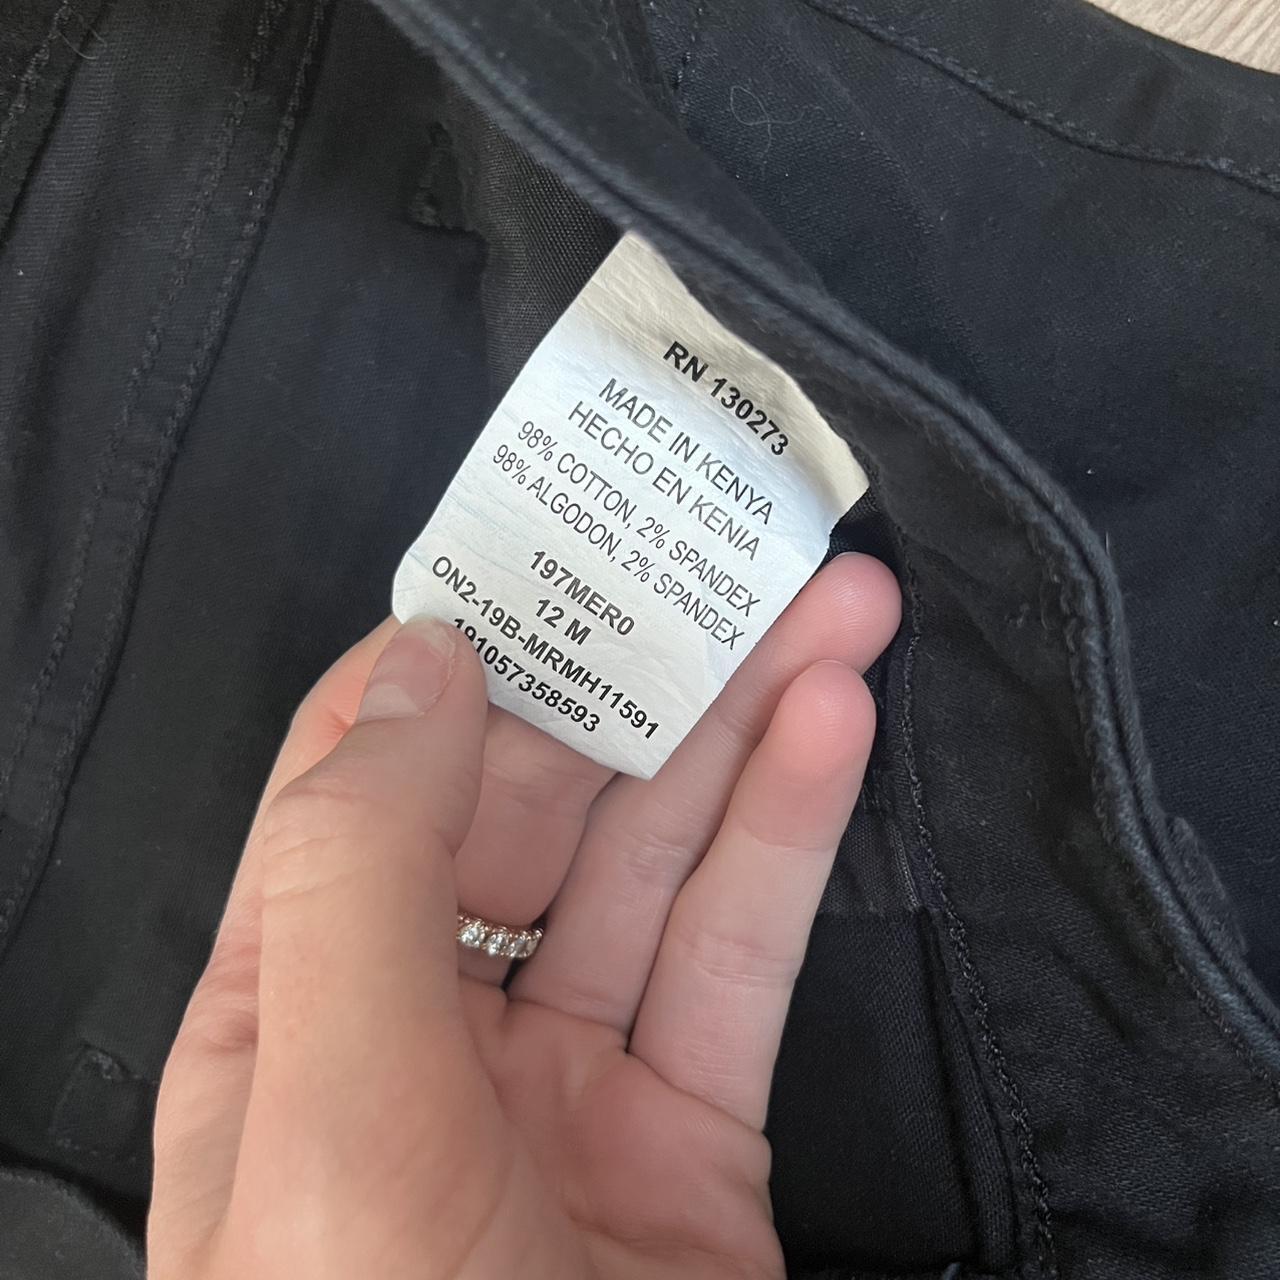 RN 130273
MADE IN KENYA
HECHO EN KENIA
98% COTTON, 2% SPANDEX
98% ALGODON, 2% SPANDEX
197MER0
12 M
ON2-19B-MRMH11591
191057358593